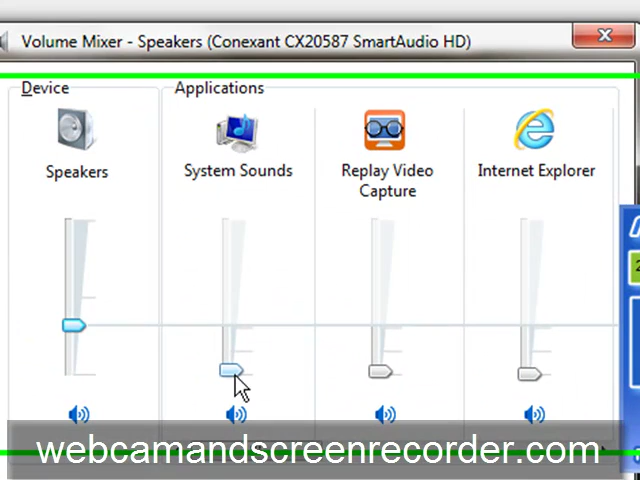 Volume Mixer - Speakers (Conexant CX20587 SmartAudio HD)
Device
Applications
Speakers
System Sounds
Replay Video
Capture
Internet Explorer
2
webcamandscreenrecorder.com